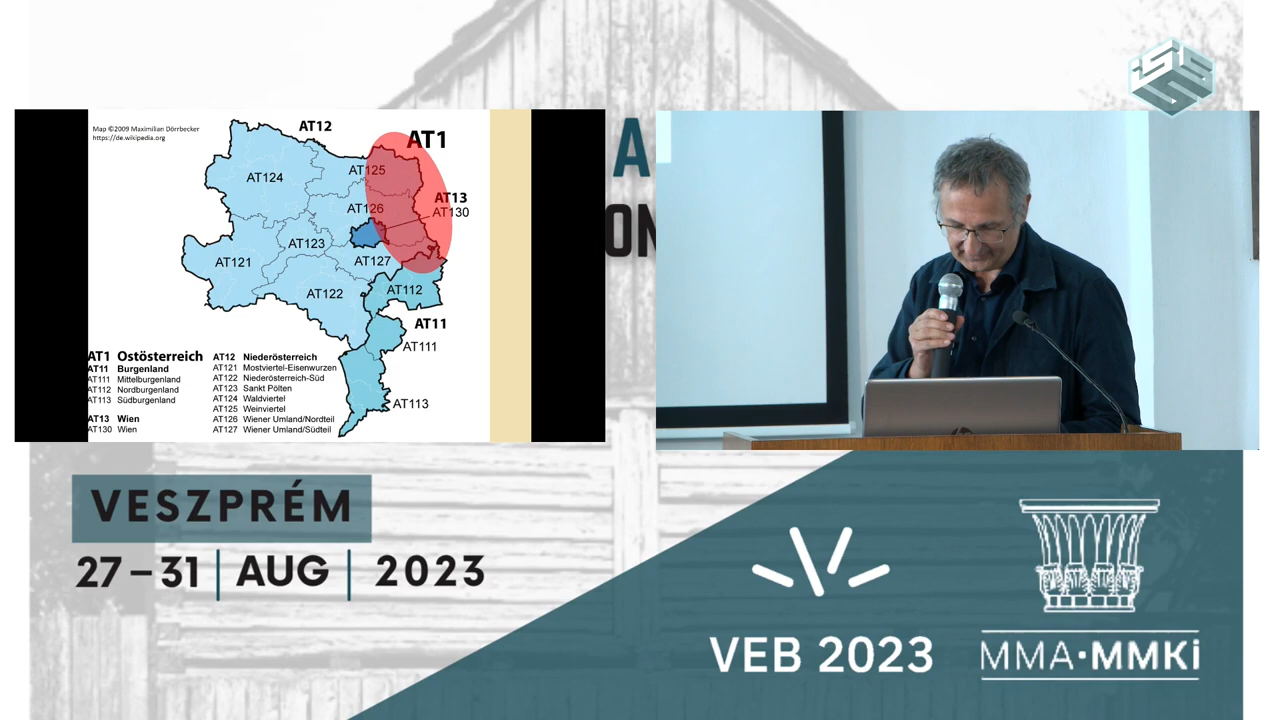 Map ©2009 Maximilian Dörrbecker
https://de.wikipedia.org
AT12
AT1
AT124
AT125
AT13
AT130
AT126
AT123
AT121
AT127
AT122
AT112
AT11
AT111
AT113
AT1 Ostösterreich
AT11 Burgenland
AT111 Mittelburgenland
AT112 Nordburgenland
AT113 Südburgenland
AT13 Wien
AT130 Wien
AT12 Niederösterreich
AT121 Mostviertel-Eisenwurzen
AT122 Niederösterreich-Süd
AT123 Sankt Pölten
AT124 Waldviertel
AT125 Weinviertel
AT126 Wiener Umland/Nordteil
AT127 Wiener Umland/Südteil
A
ON
VESZPRÉM
27–31 | AUG | 2023
VEB 2023
MMA·MMKi